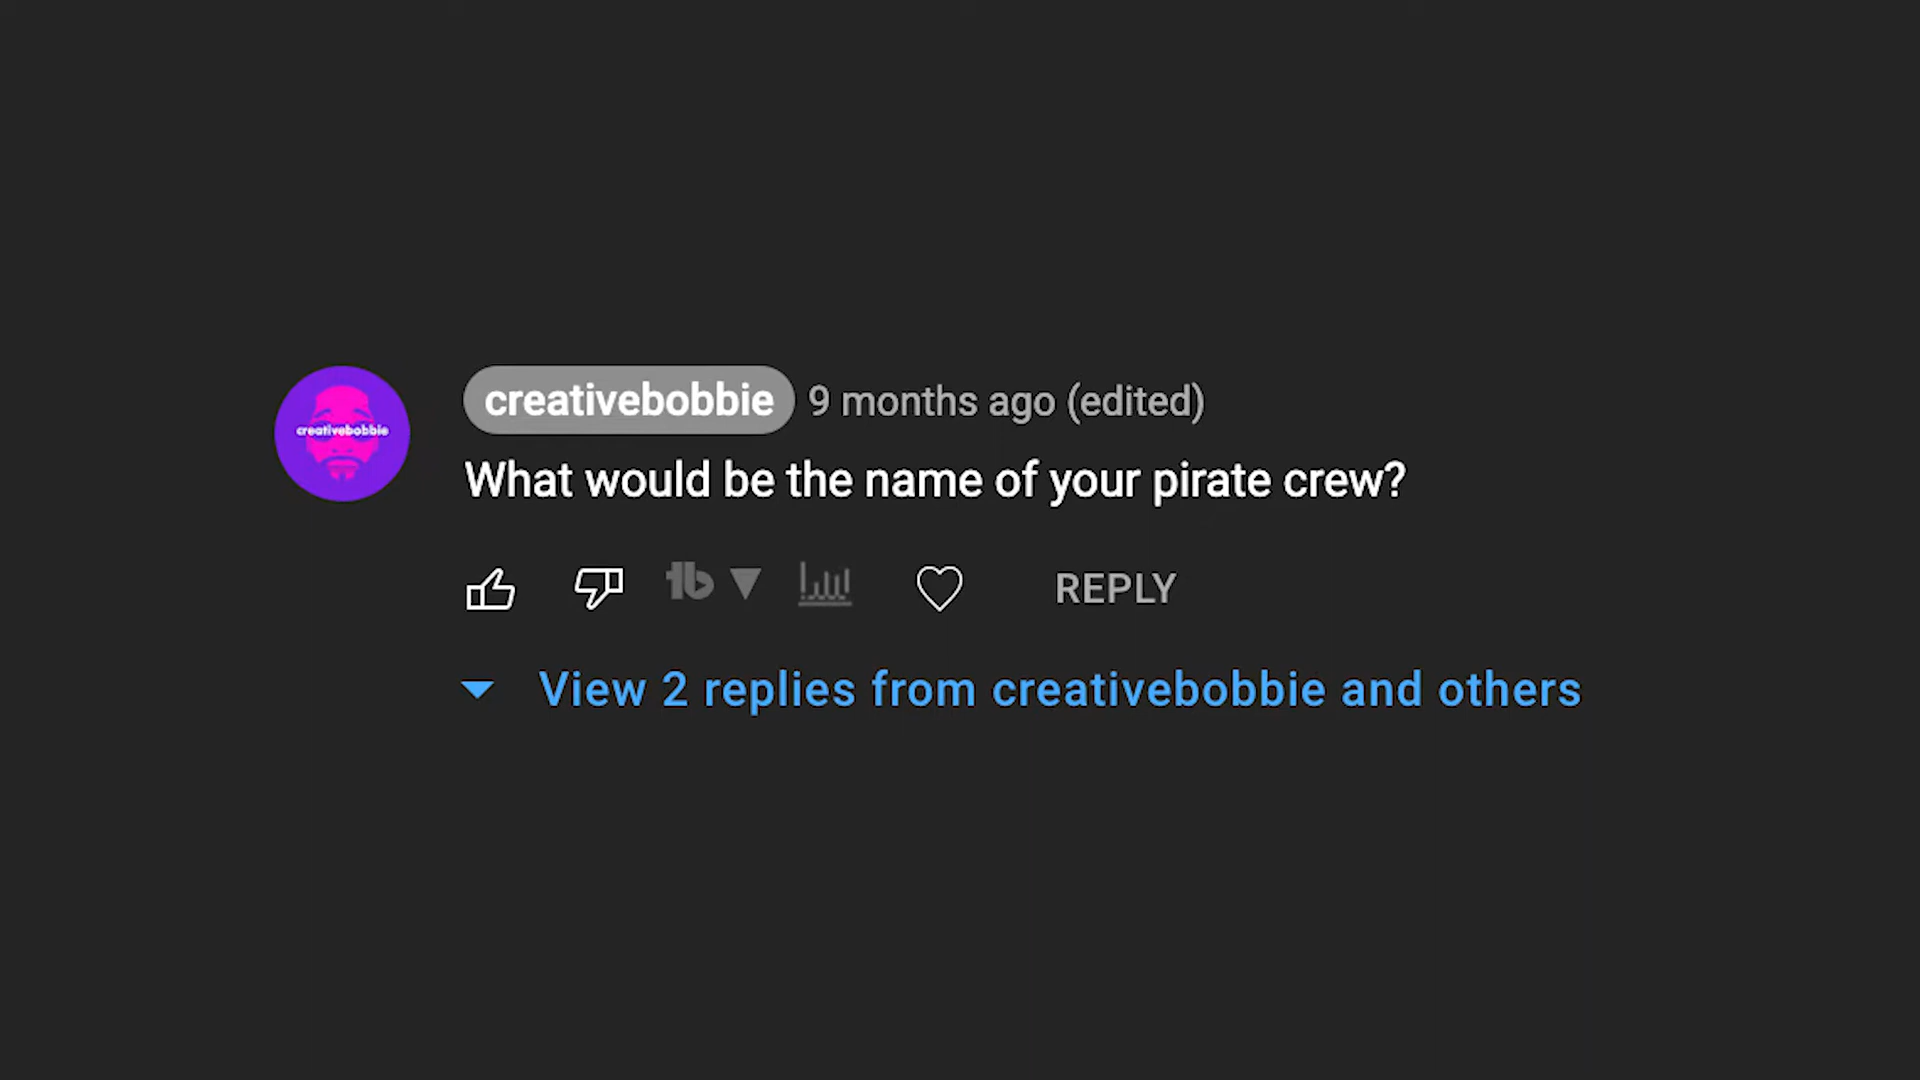 creativebobbie 9 months ago (edited)
creativebobbie
What would be the name of your pirate crew?
tb
REPLY
View 2 replies from creativebobbie and others